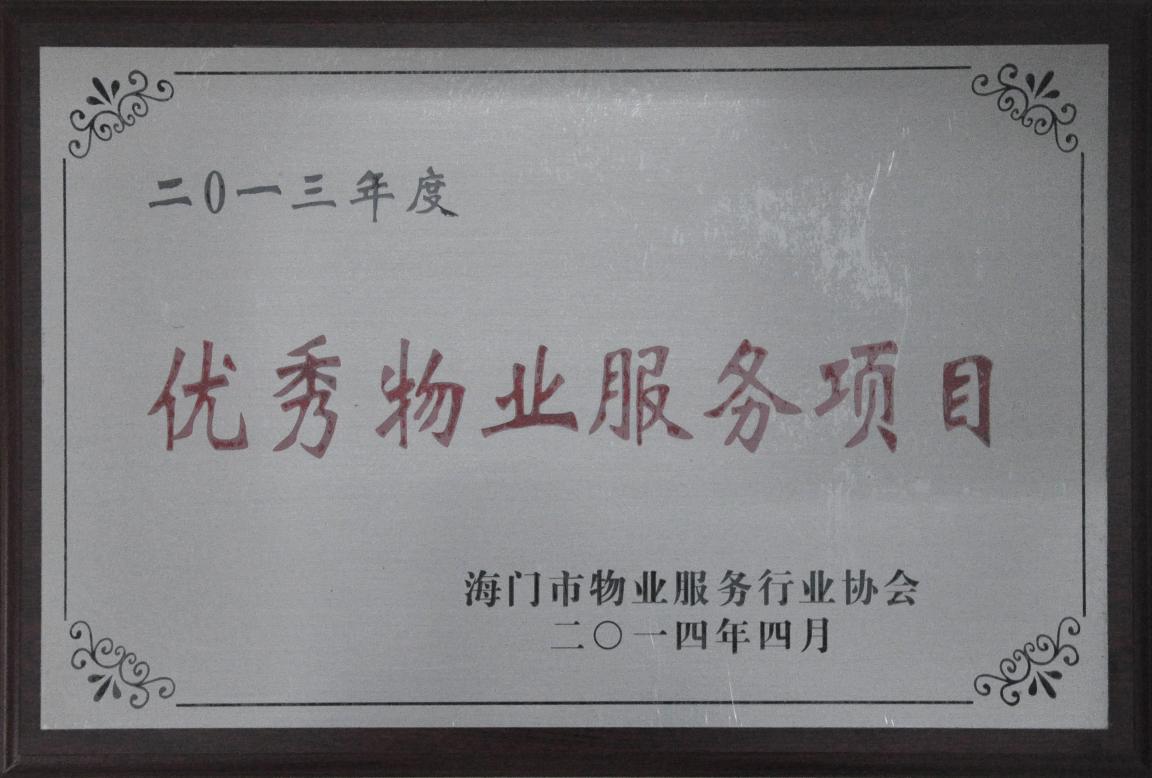 二0一三年度
优秀物业服务项目
海门市物业服务行业协会
二〇一四年四月